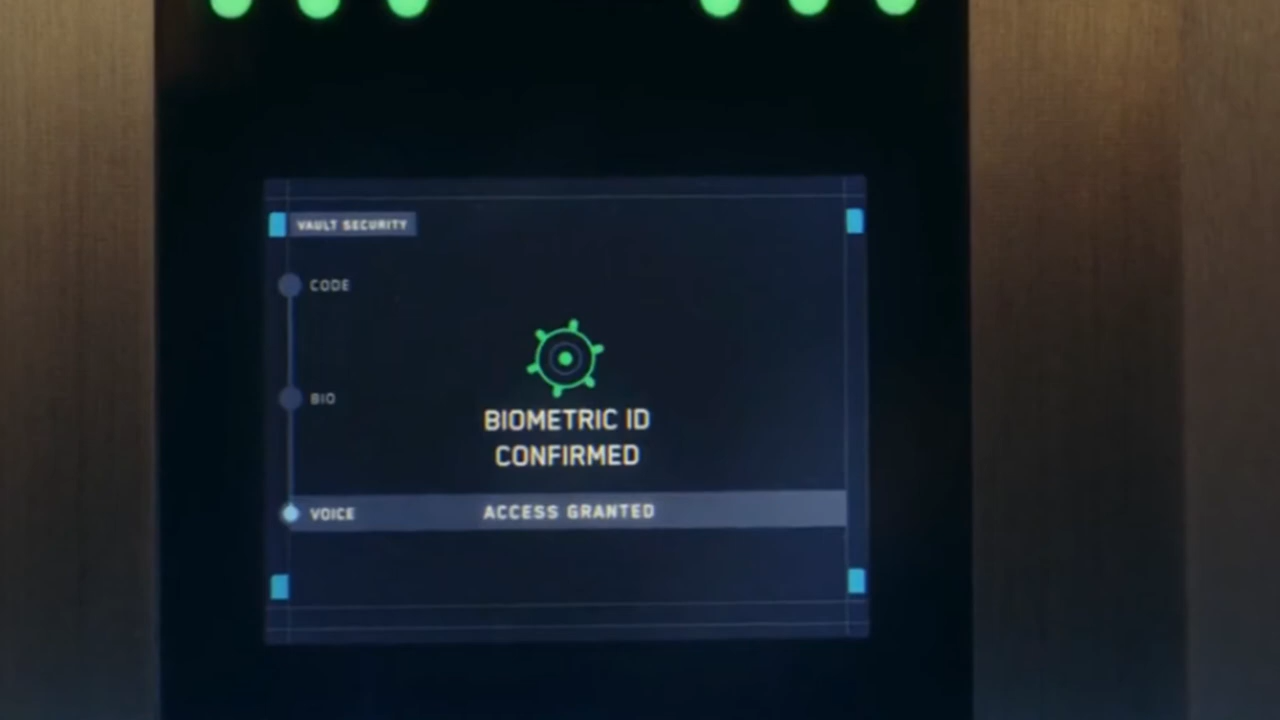 VAULT SECURITY
CODE
BIO
BIOMETRIC ID
CONFIRMED
VOICE
ACCESS GRANTED